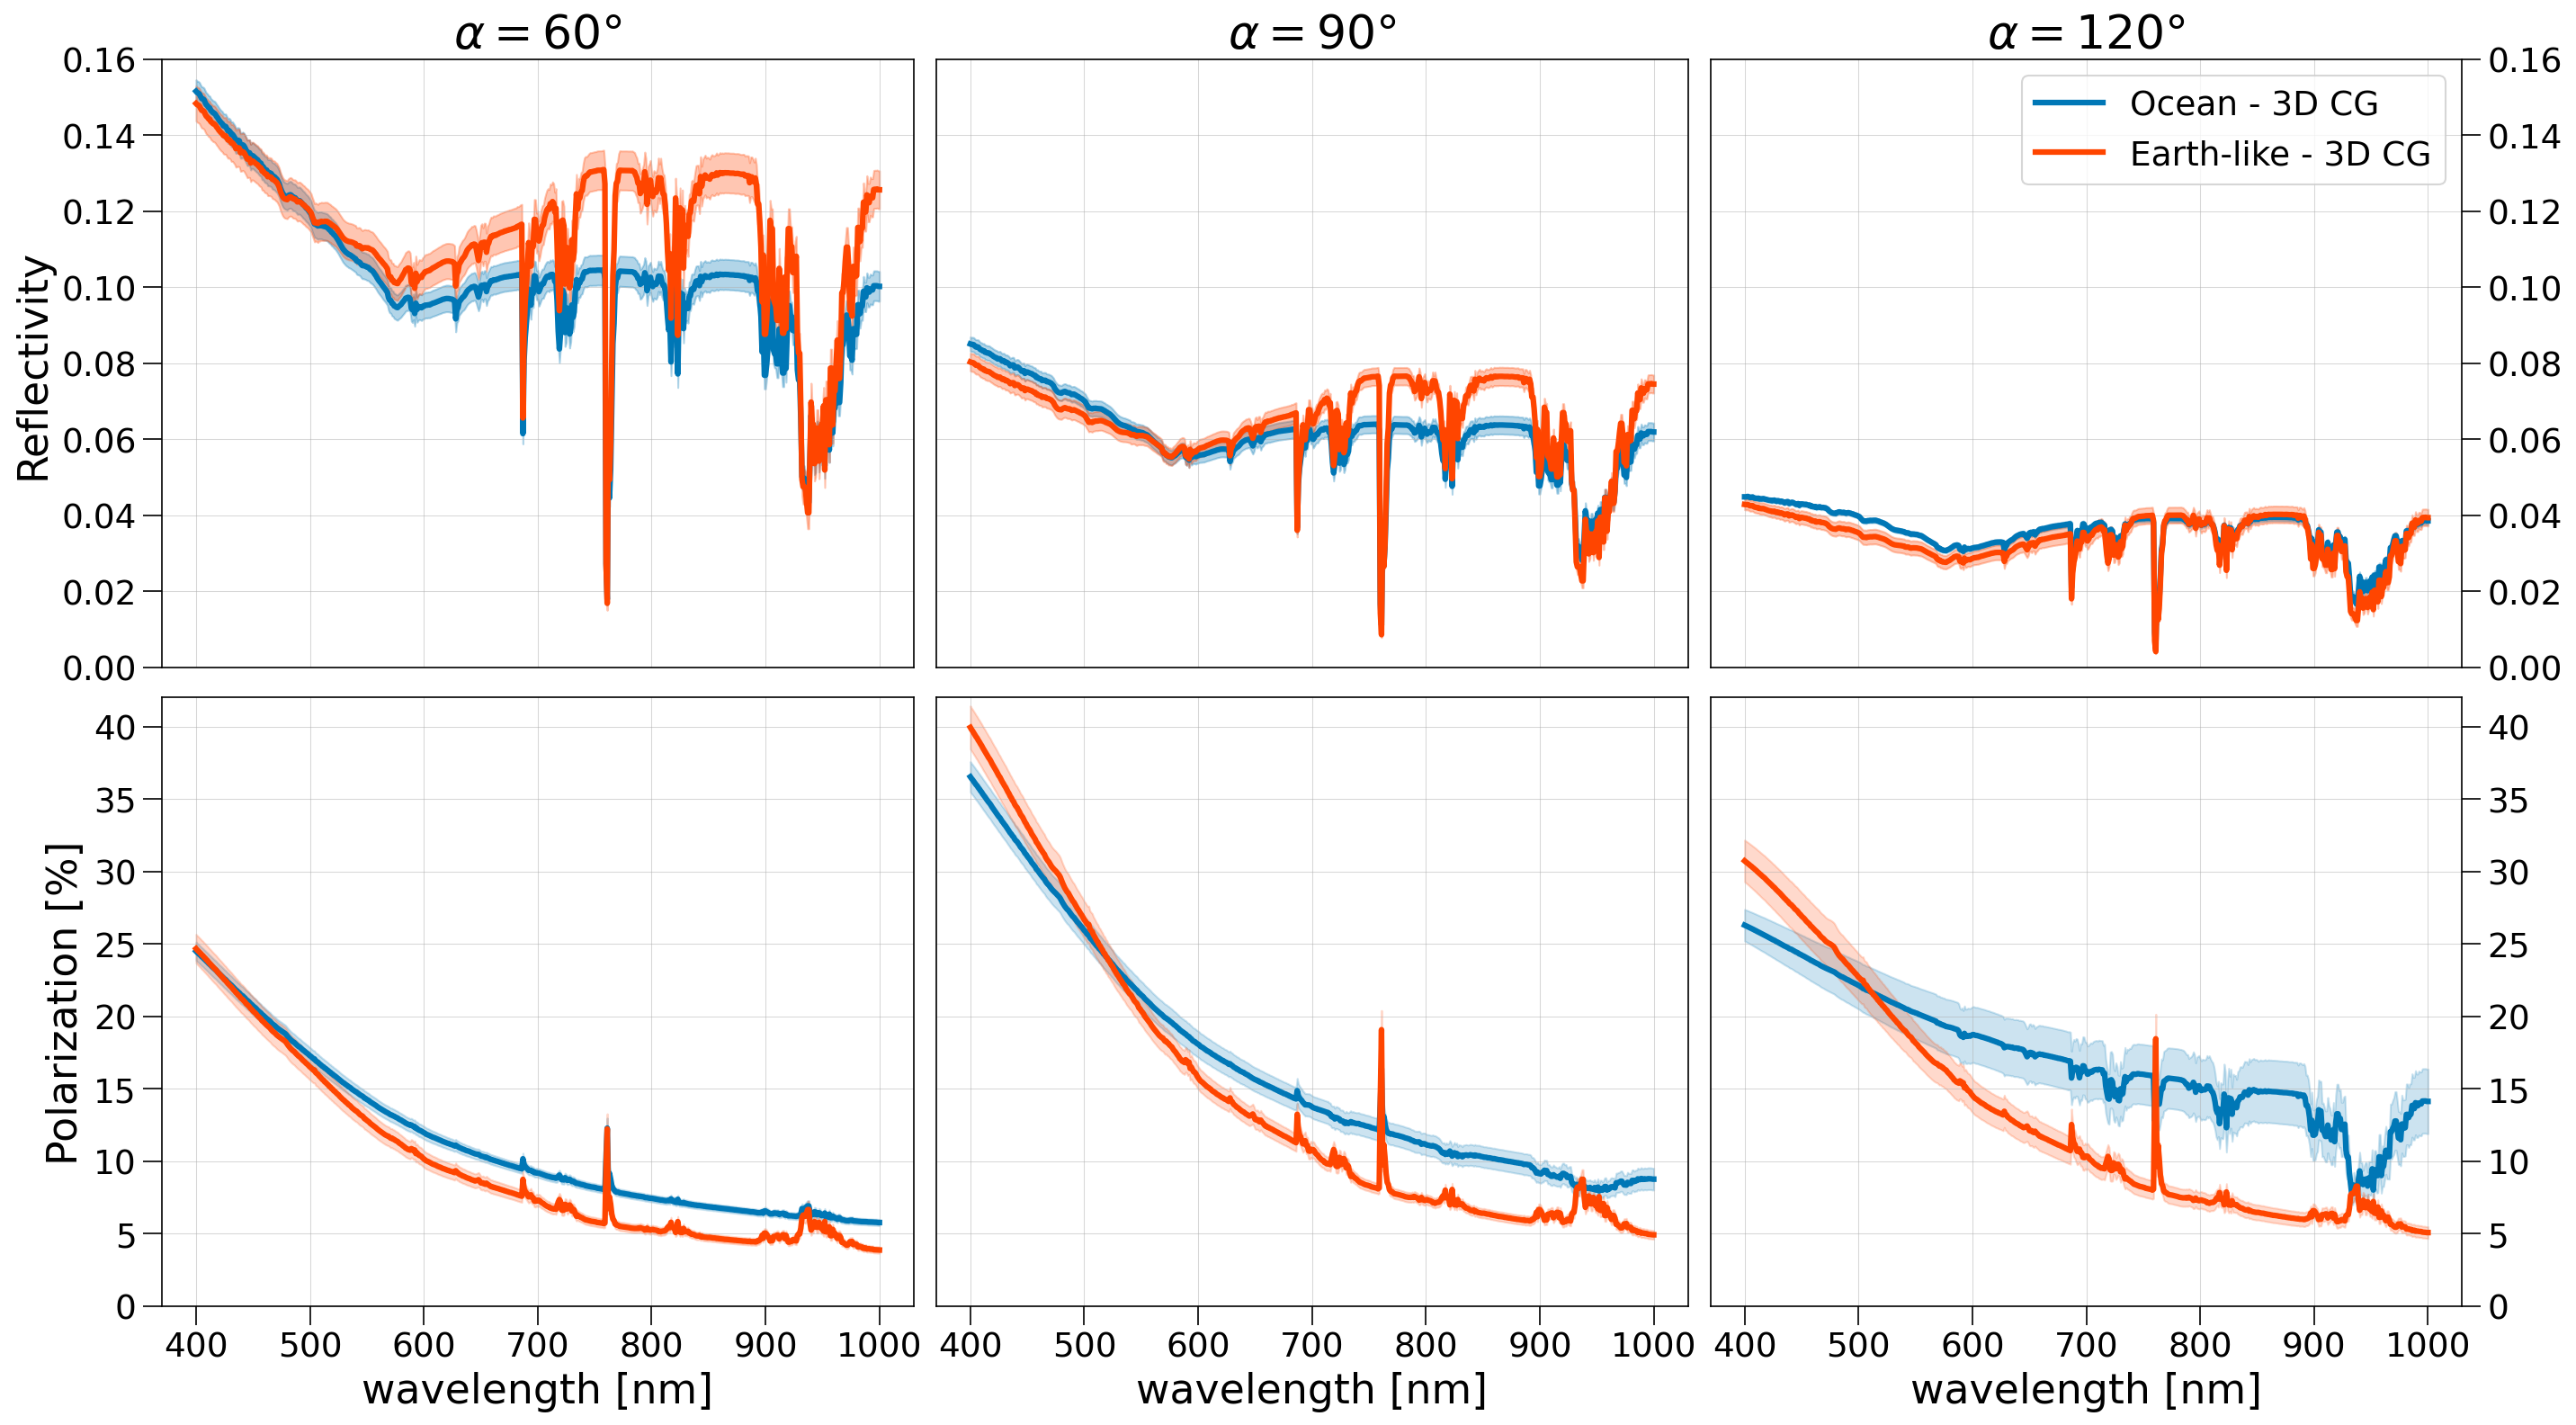 α = 60°
α = 90°
α = 120°
0.16
0.14
0.12
0.10
0.08
0.06
0.04
0.02
0.00
Reflectivity
Ocean - 3D CG
Earth-like - 3D CG
0.16
0.14
0.12
0.10
0.08
0.06
0.04
0.02
0.00
40
35
30
25
20
15
10
5
0
Polarization [%]
40
35
30
25
20
15
10
5
0
400 500 600 700 800 900 1000
400 500 600 700 800 900 1000
400 500 600 700 800 900 1000
wavelength [nm]
wavelength [nm]
wavelength [nm]